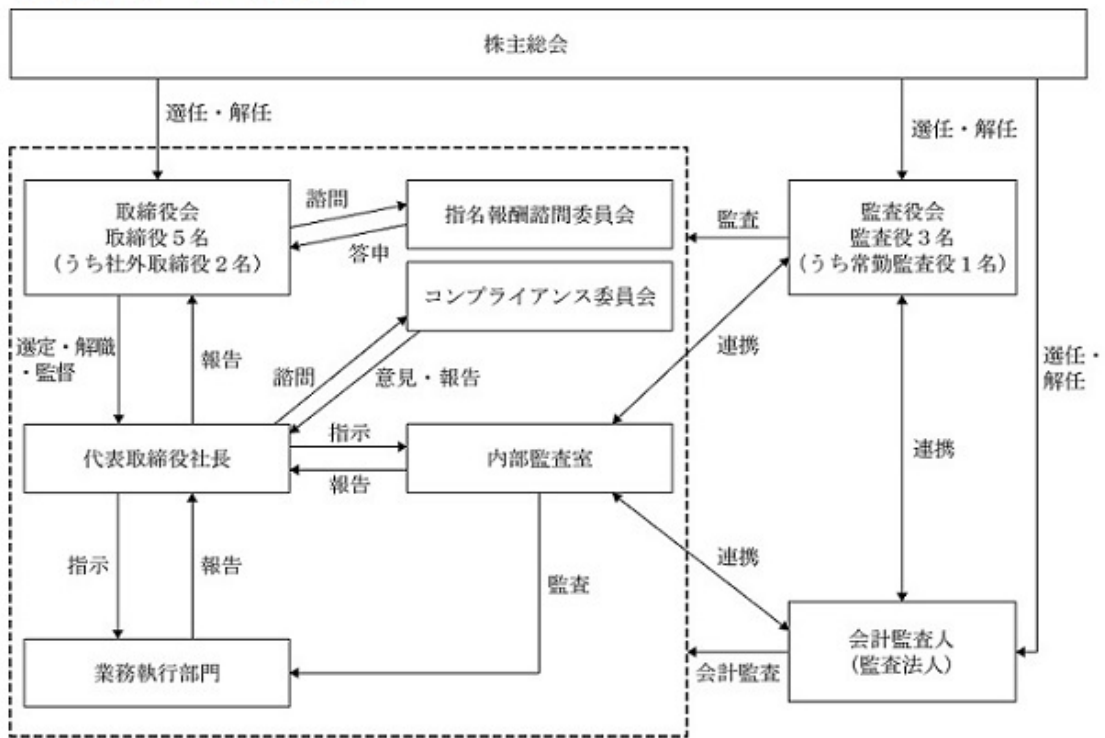 株主総会
選任・解任
選任・解任
取締役会
取締役5名
(うち社外取締役2名)
諮問
答申
指名報酬諮問委員会
監査
監査役会
監査役3名
(うち常勤監査役1名)
コンプライアンス委員会
選定・解職
・監督
報告
諮問
意見・報告
連携
選任・
解任
代表取締役社長
指示
報告
内部監査室
連携
指示
報告
監査
連携
業務執行部門
会計監査
会計監査人
(監査法人)